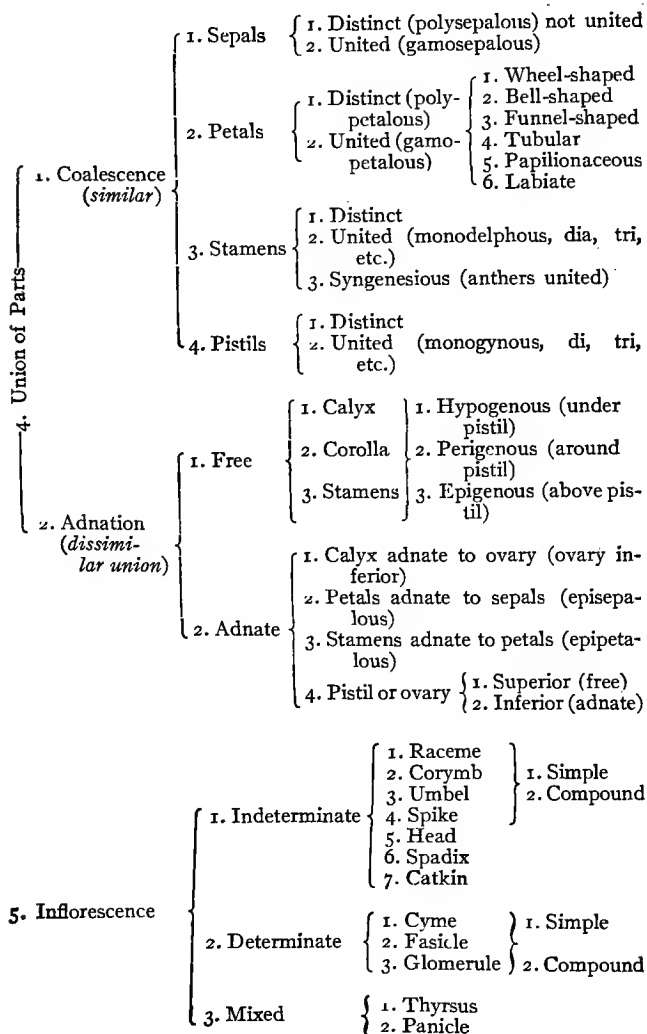 1. Sepals
1. Distinct (polysepalous) not united
2. United (gamosepalous)
2. Petals
1. Distinct (poly-
petalous)
2. United (gamo-
petalous)
1. Wheel-shaped
2. Bell-shaped
3. Funnel-shaped
4. Tubular
5. Papilionaceous
6. Labiate
4. Union of Parts
1. Coalescence
(similar)
3. Stamens
1. Distinct
2. United (monodelphous, dia, tri,
etc.)
3. Syngenesious (anthers united)
4. Pistils
1. Distinct
2. United (monogynous, di, tri,
etc.)
2. Adnation
(dissimi-
lar union)
1. Free
1. Calyx
2. Corolla
3. Stamens
1. Hypogenous (under
pistil)
2. Perigenous (around
pistil)
3. Epigenous (above pis-
til)
2. Adnate
1. Calyx adnate to ovary (ovary in-
ferior)
2. Petals adnate to sepals (episepa-
lous)
3. Stamens adnate to petals (epipeta-
lous)
4. Pistil or ovary
1. Superior (free)
2. Inferior (adnate)
5. Inflorescence
1. Indeterminate
1. Raceme
2. Corymb
3. Umbel
4. Spike
5. Head
6. Spadix
7. Catkin
1. Simple
2. Compound
2. Determinate
1. Cyme
2. Fasicle
3. Glomerule
1. Simple
2. Compound
3. Mixed
1. Thyrsus
2. Panicle